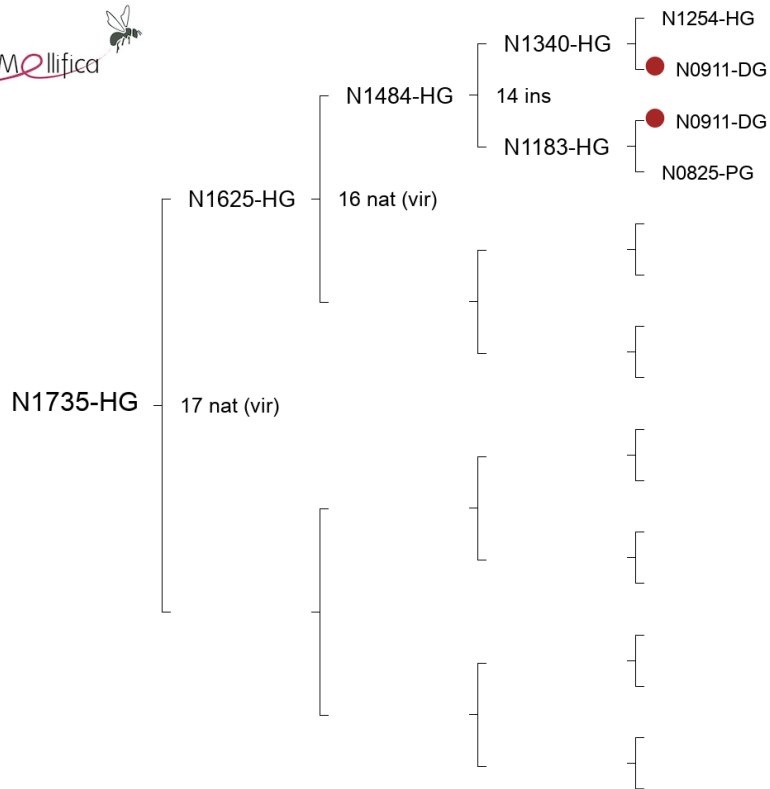 Mellifica
N1254-HG
N1340-HG
N0911-DG
N1484-HG
14 ins
N0911-DG
N1183-HG
N0825-PG
N1625-HG
16 nat (vir)
N1735-HG
17 nat (vir)